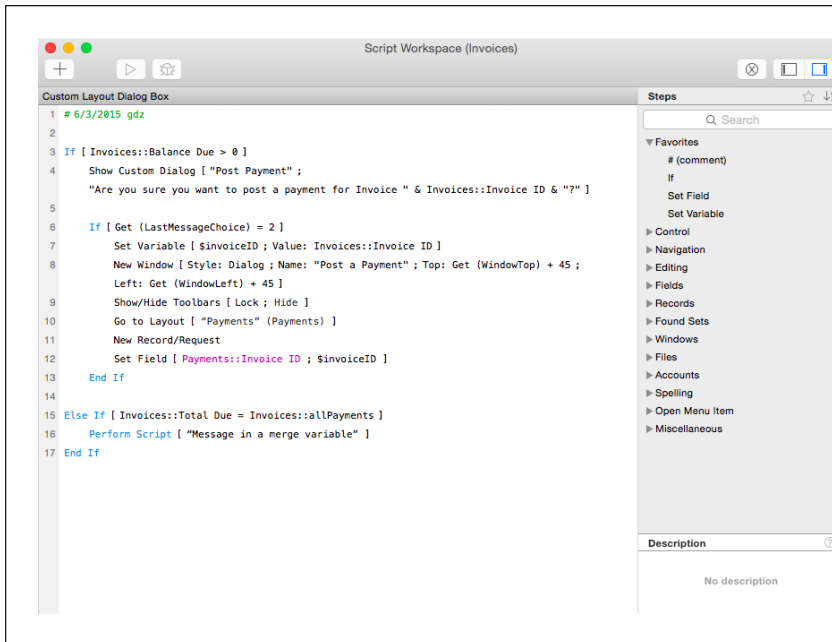 Script Workspace (Invoices)
Custom Layout Dialog Box
1 # 6/3/2015 gdz
2
3 If [ Invoices::Balance Due > 0 ]
4 Show Custom Dialog [ "Post Payment" ;
"Are you sure you want to post a payment for Invoice " & Invoices::Invoice ID & "?" ]
5
6 If [ Get (LastMessageChoice) = 2 ]
7 Set Variable [ $invoiceID ; Value: Invoices::Invoice ID ]
8 New Window [ Style: Dialog ; Name: "Post a Payment" ; Top: Get (WindowTop) + 45 ;
Left: Get (WindowLeft) + 45 ]
9 Show/Hide Toolbars [ Lock ; Hide ]
10 Go to Layout [ “Payments” (Payments) ]
11 New Record/Request
12 Set Field [ Payments::Invoice ID ; $invoiceID ]
13 End If
14
15 Else If [ Invoices::Total Due = Invoices::allPayments ]
16 Perform Script [ “Message in a merge variable” ]
17 End If
Steps
Search
Favorites
# (comment)
If
Set Field
Set Variable
Control
Navigation
Editing
Fields
Records
Found Sets
Windows
Files
Accounts
Spelling
Open Menu Item
Miscellaneous
Description
No description